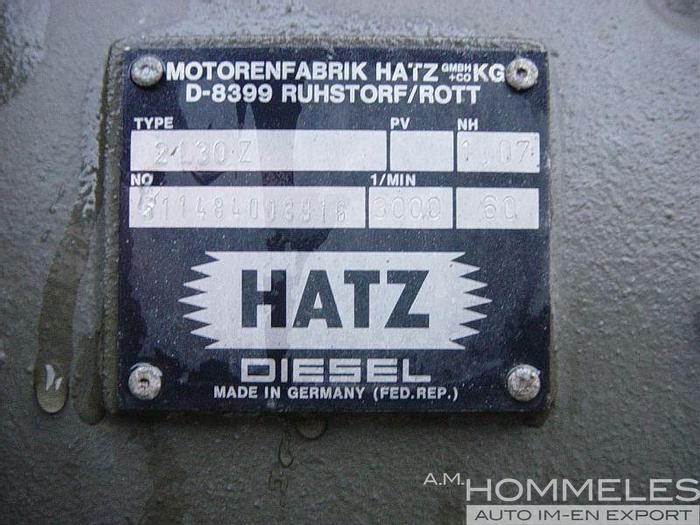 MOTORENFABRIK HATZ GMBH +CO KG
D-8399 RUHSTORF/ROTT
TYPE PV NH
2L30Z 1,07
NO 1/MIN
3000 60
HATZ
DIESEL
MADE IN GERMANY (FED.REP.)
A.M. HOMMELES
AUTO IM-EN EXPORT